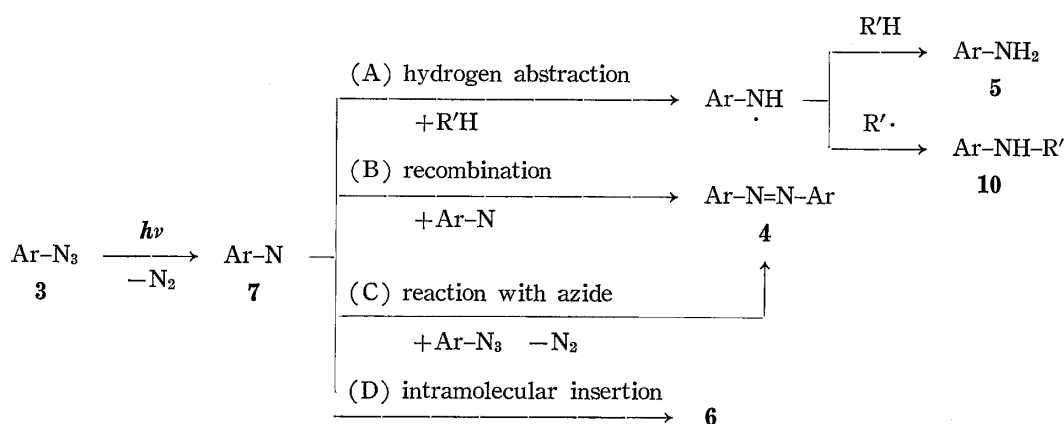 R′H
(A) hydrogen abstraction
Ar–NH₂
5
+R′H
Ar–NH
·
R′·
Ar–NH–R′
10
(B) recombination
+Ar–N
Ar–N=N–Ar
4
hν
Ar–N₃
−N₂
Ar–N
3
7
(C) reaction with azide
+Ar–N₃ −N₂
(D) intramolecular insertion
6